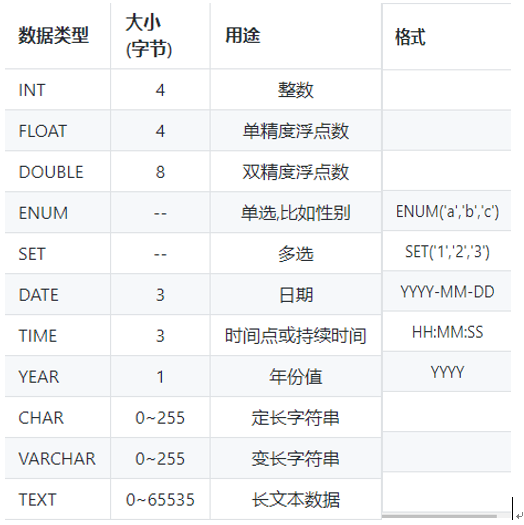 数据类型 大小 用途 格式
(字节)
INT 4 整数
FLOAT 4 单精度浮点数
DOUBLE 8 双精度浮点数
ENUM -- 单选,比如性别 ENUM('a','b','c')
SET -- 多选 SET('1','2','3')
DATE 3 日期 YYYY-MM-DD
TIME 3 时间点或持续时间 HH:MM:SS
YEAR 1 年份值 YYYY
CHAR 0~255 定长字符串
VARCHAR 0~255 变长字符串
TEXT 0~65535 长文本数据